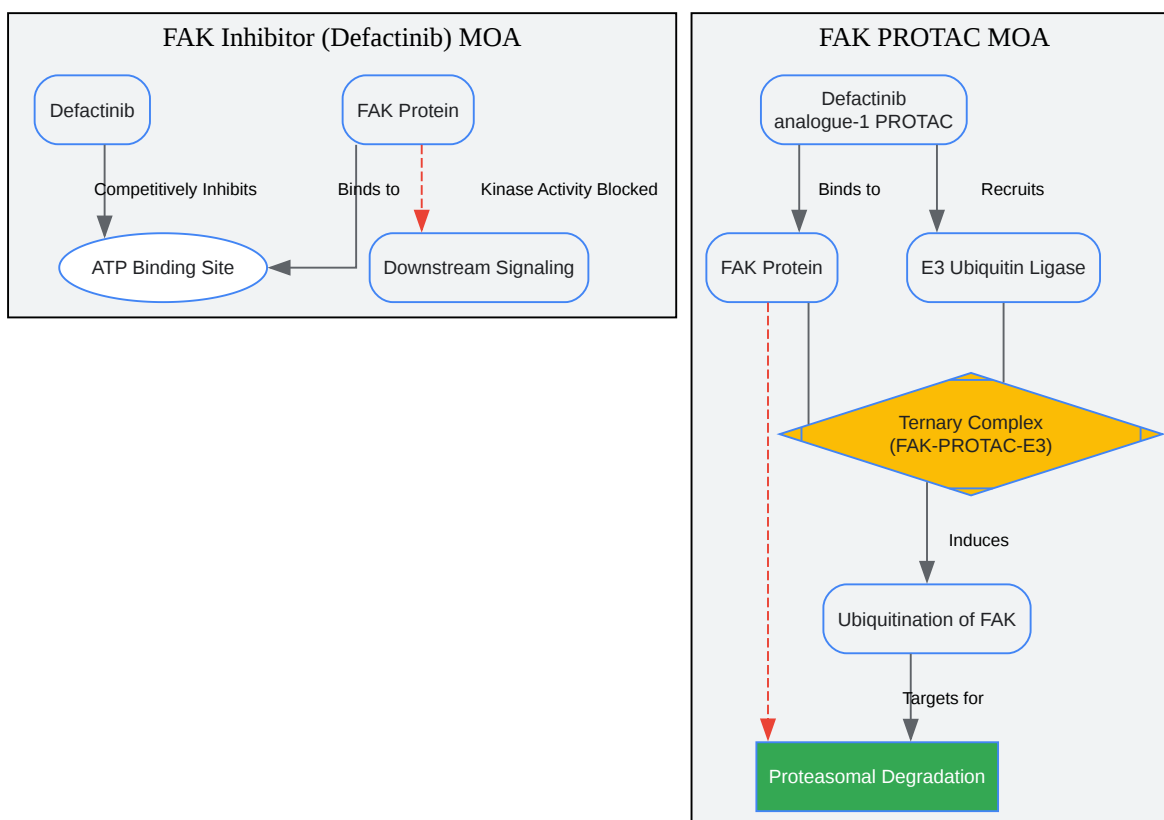 FAK Inhibitor (Defactinib) MOA
Defactinib
FAK Protein
Competitively Inhibits
Binds to
Kinase Activity Blocked
ATP Binding Site
Downstream Signaling
FAK PROTAC MOA
Defactinib
analogue-1 PROTAC
Binds to
Recruits
FAK Protein
E3 Ubiquitin Ligase
Ternary Complex
(FAK-PROTAC-E3)
Induces
Ubiquitination of FAK
Targets for
Proteasomal Degradation